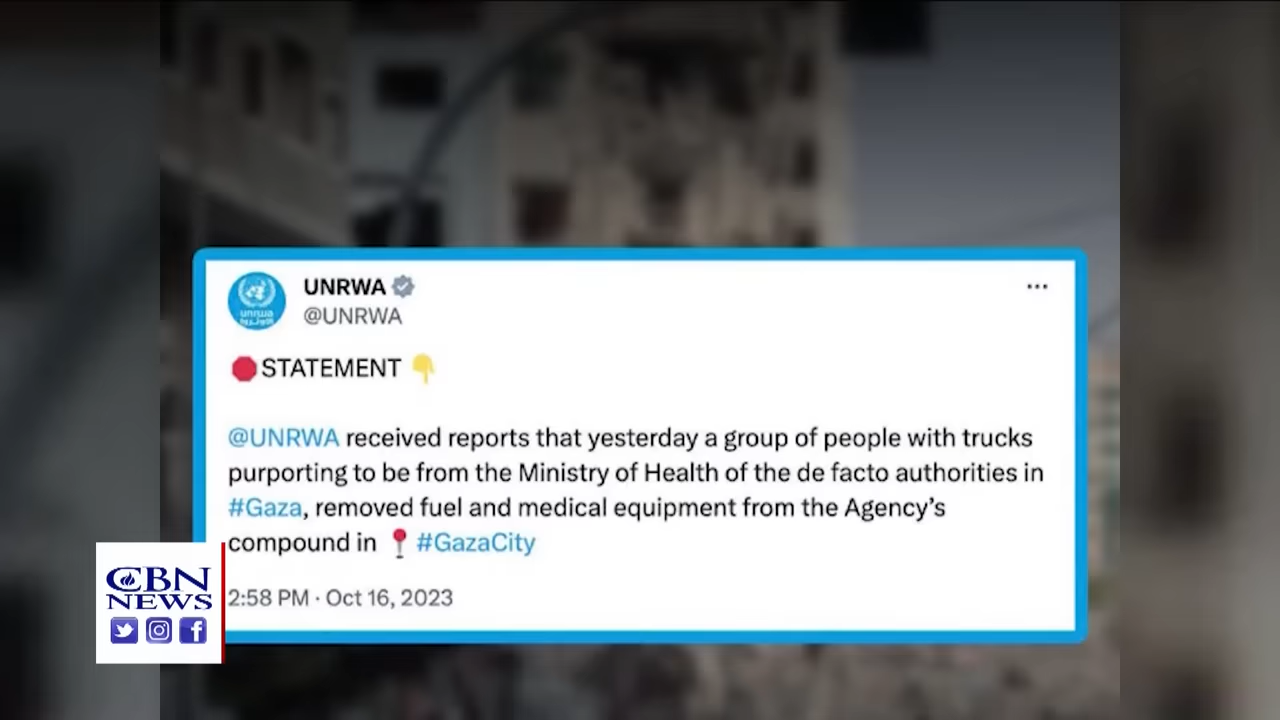 UNRWA
@UNRWA
unrwa
STATEMENT
@UNRWA received reports that yesterday a group of people with trucks
purporting to be from the Ministry of Health of the de facto authorities in
#Gaza, removed fuel and medical equipment from the Agency’s
compound in #GazaCity
2:58 PM · Oct 16, 2023
CBN
NEWS